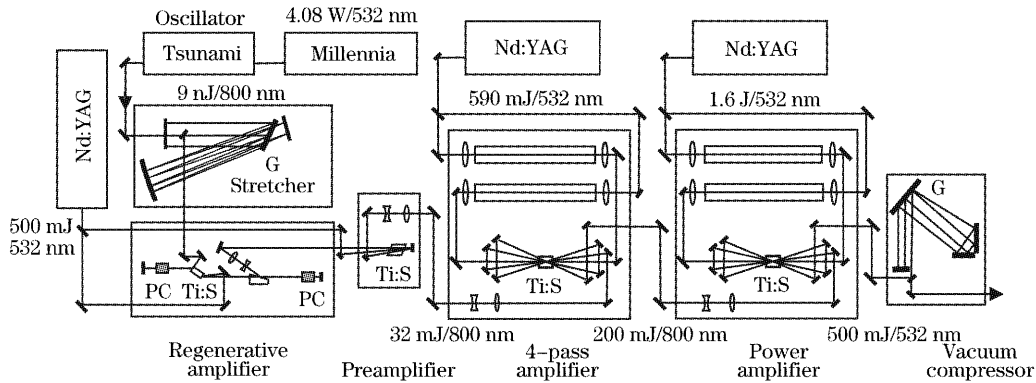 Oscillator
4.08 W/532 nm
Tsunami
Millennia
Nd:YAG
Nd:YAG
Nd:YAG
9 nJ/800 nm
590 mJ/532 nm
1.6 J/532 nm
G
Stretcher
G
500 mJ
532 nm
PC
Ti:S
PC
Ti:S
Ti:S
Ti:S
32 mJ/800 nm
200 mJ/800 nm
500 mJ/532 nm
Regenerative
amplifier
Preamplifier
4-pass
amplifier
Power
amplifier
Vacuum
compressor